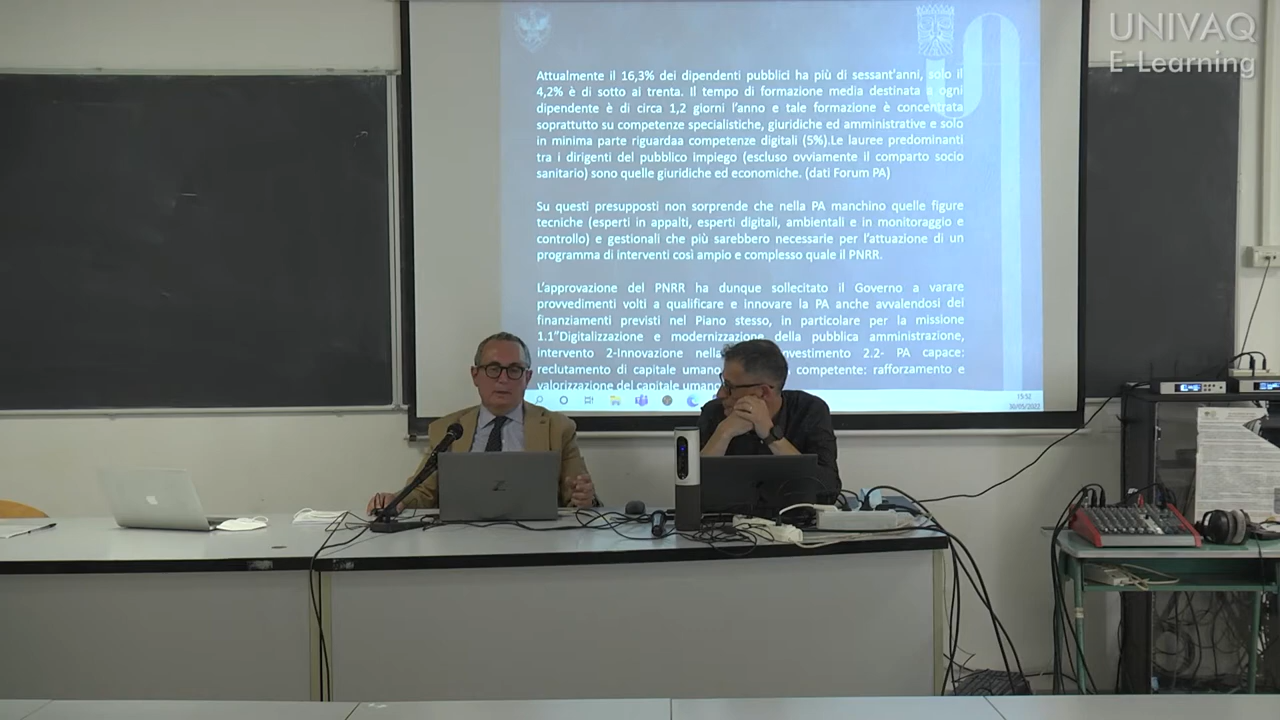 UNIVAQ
E-Learning
Attualmente il 16,3% dei dipendenti pubblici ha più di sessant'anni, solo il
4,2% è di sotto ai trenta. Il tempo di formazione media destinata a ogni
dipendente è di circa 1,2 giorni l'anno e tale formazione è concentrata
soprattutto su competenze specialistiche, giuridiche ed amministrative e solo
in minima parte riguardaa competenze digitali (5%).Le lauree predominanti
tra i dirigenti del pubblico impiego (escluso ovviamente il comparto socio
sanitario) sono quelle giuridiche ed economiche. (dati Forum PA)
Su questi presupposti non sorprende che nella PA manchino quelle figure
tecniche (esperti in appalti, esperti digitali, ambientali e in monitoraggio e
controllo) e gestionali che più sarebbero necessarie per l'attuazione di un
programma di interventi così ampio e complesso quale il PNRR.
L'approvazione del PNRR ha dunque sollecitato il Governo a varare
provvedimenti volti a qualificare e innovare la PA anche avvalendosi dei
finanziamenti previsti nel Piano stesso, in particolare per la missione
1.1"Digitalizzazione e modernizzazione della pubblica amministrazione,
intervento 2-Innovazione nella nvestimento 2.2- PA capace:
reclutamento di capitale umano competente: rafforzamento e
valorizzazione del capitale umano
15:52
30/05/2022